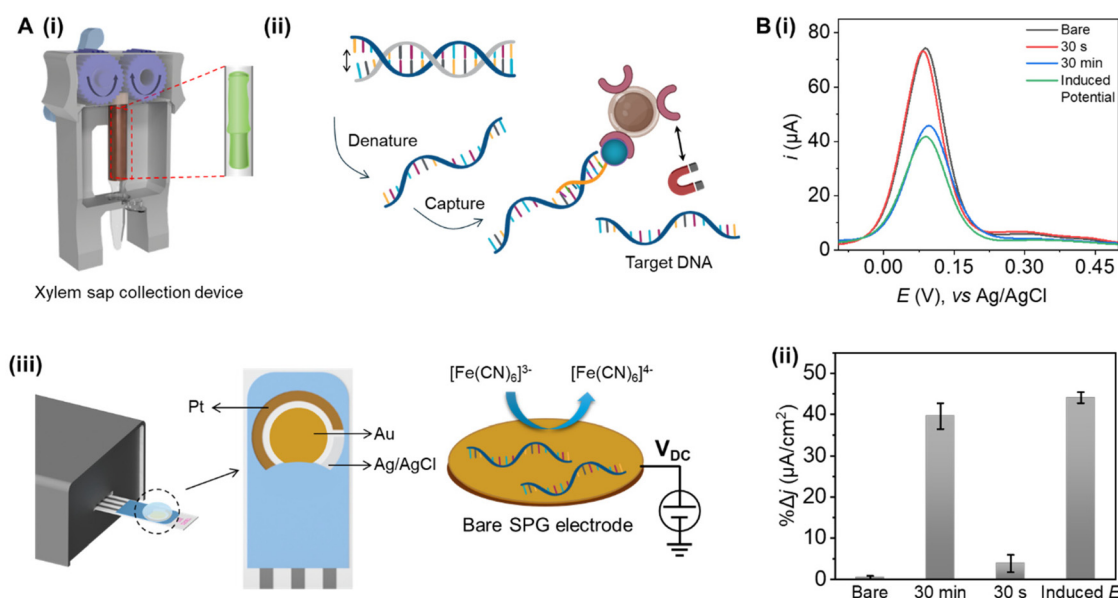 A (i)
Xylem sap collection device
(ii)
Denature
Capture
Target DNA
B (i)
Bare
30 s
30 min
Induced
Potential
80
60
40
20
0
i (µA)
0.00 0.15 0.30 0.45
E (V), vs Ag/AgCl
(iii)
Pt
Au
Ag/AgCl
[Fe(CN)₆]³⁻ [Fe(CN)₆]⁴⁻
V_DC
Bare SPG electrode
(ii)
50
40
30
20
10
0
%Δj (µA/cm²)
Bare 30 min 30 s Induced E